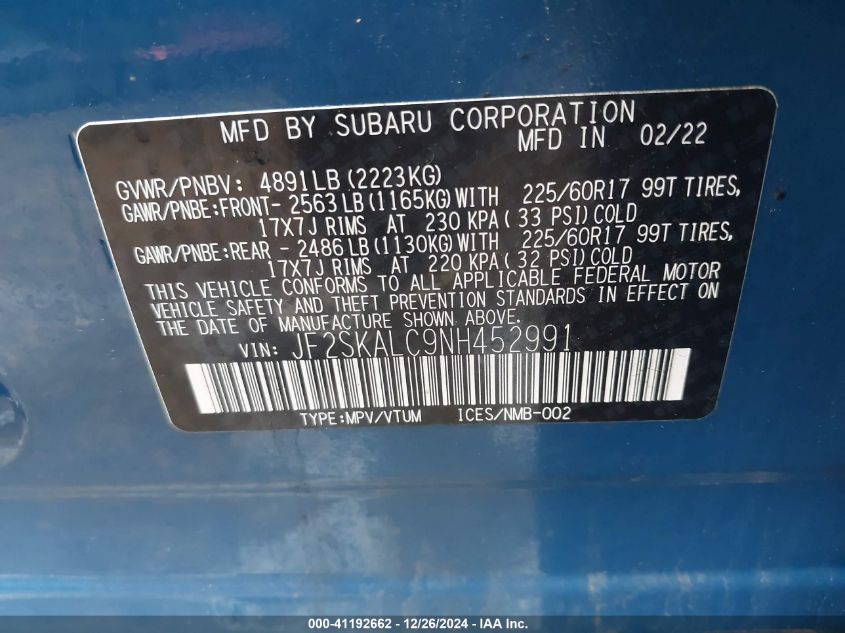 MFD BY SUBARU CORPORATION
MFD IN 02/22
GVWR/PNBV: 4891LB (2223KG)
GAWR/PNBE:FRONT- 2563LB (1165KG) WITH 225/60R17 99T TIRES,
17X7J RIMS AT 230 KPA( 33 PSI) COLD
GAWR/PNBE:REAR - 2486LB (1130KG) WITH 225/60R17 99T TIRES,
17X7J RIMS AT 220 KPA( 32 PSI) COLD
THIS VEHICLE CONFORMS TO ALL APPLICABLE FEDERAL MOTOR
VEHICLE SAFETY AND THEFT PREVENTION STANDARDS IN EFFECT ON
THE DATE OF MANUFACTURE SHOWN ABOVE.
VIN: JF2SKALC9NH452991
TYPE:MPV/VTUM ICES/NMB-002
000-41192662 - 12/26/2024 - IAA Inc.